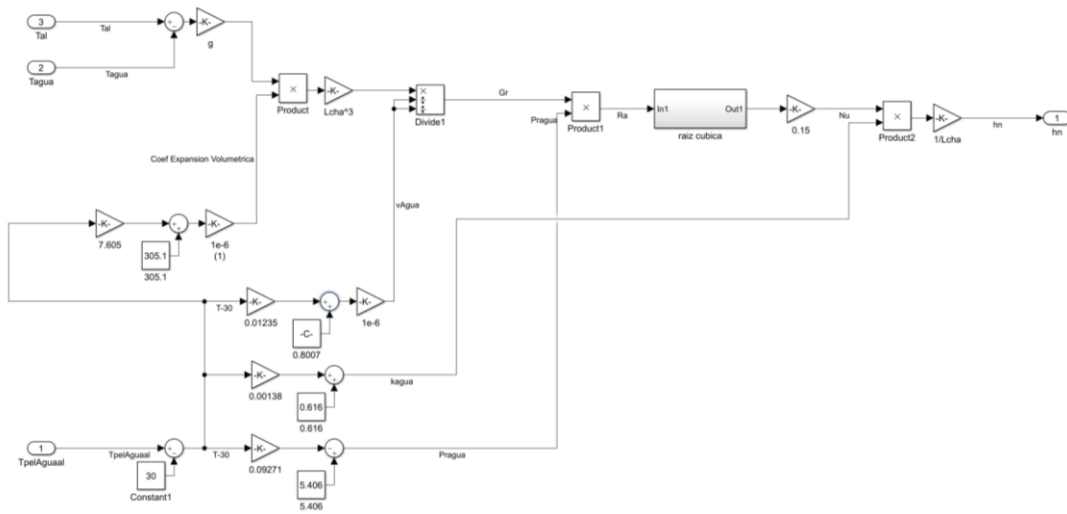 3
Tal
Tal
-K-
g
2
Tagua
Tagua
Product
-K-
Lcha^3
Divide1
Gr
Pragua
Product1
Ra
In1
Out1
raiz cubica
-K-
0.15
Nu
Product2
-K-
1/Lcha
hn
1
hn
Coef Expansion Volumetrica
vAgua
-K-
7.605
305.1
305.1
-K-
1e-6
(1)
T-30
-K-
0.01235
-C-
0.8007
-K-
1e-6
-K-
0.00138
0.616
0.616
kagua
1
TpelAguaal
TpelAguaal
30
Constant1
T-30
-K-
0.09271
5.406
5.406
Pragua